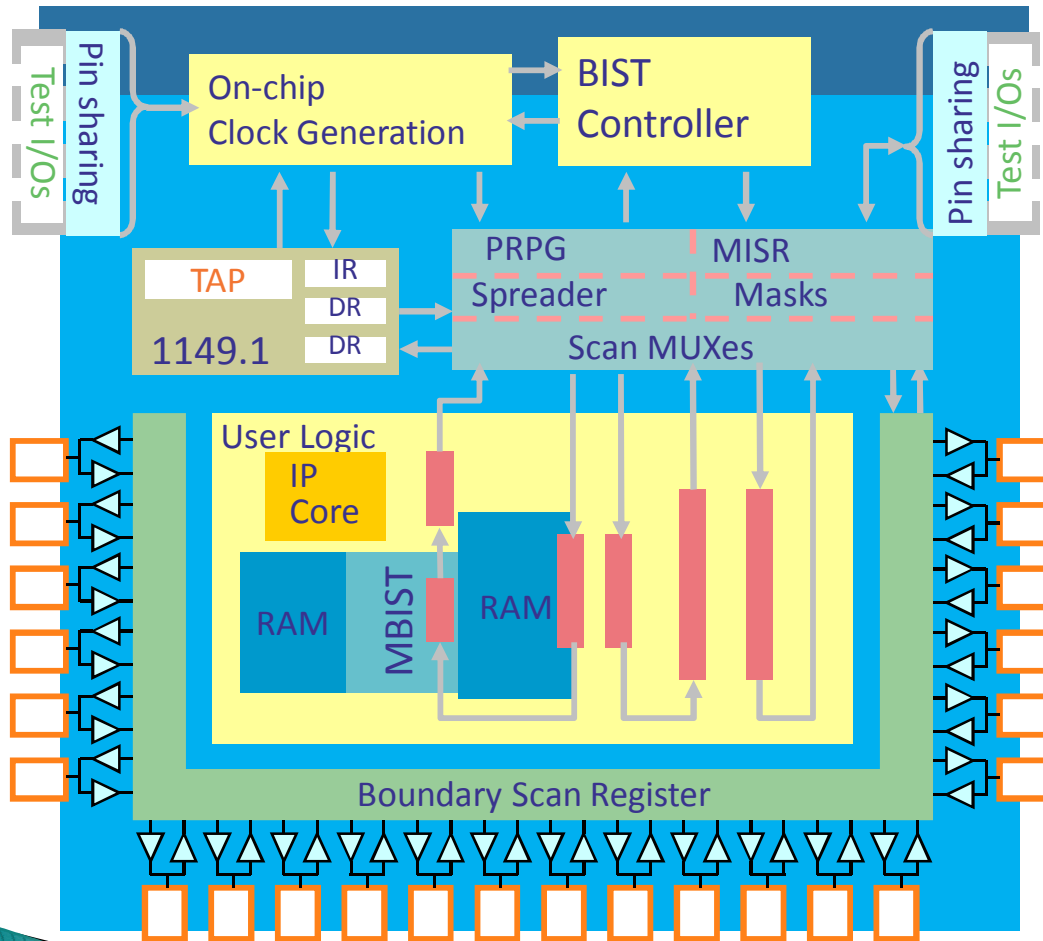 Test I/Os
Pin sharing
On-chip
Clock Generation
BIST
Controller
Pin sharing
Test I/Os
TAP
IR
DR
DR
1149.1
PRPG
MISR
Spreader
Masks
Scan MUXes
User Logic
IP
Core
RAM
MBIST
RAM
Boundary Scan Register